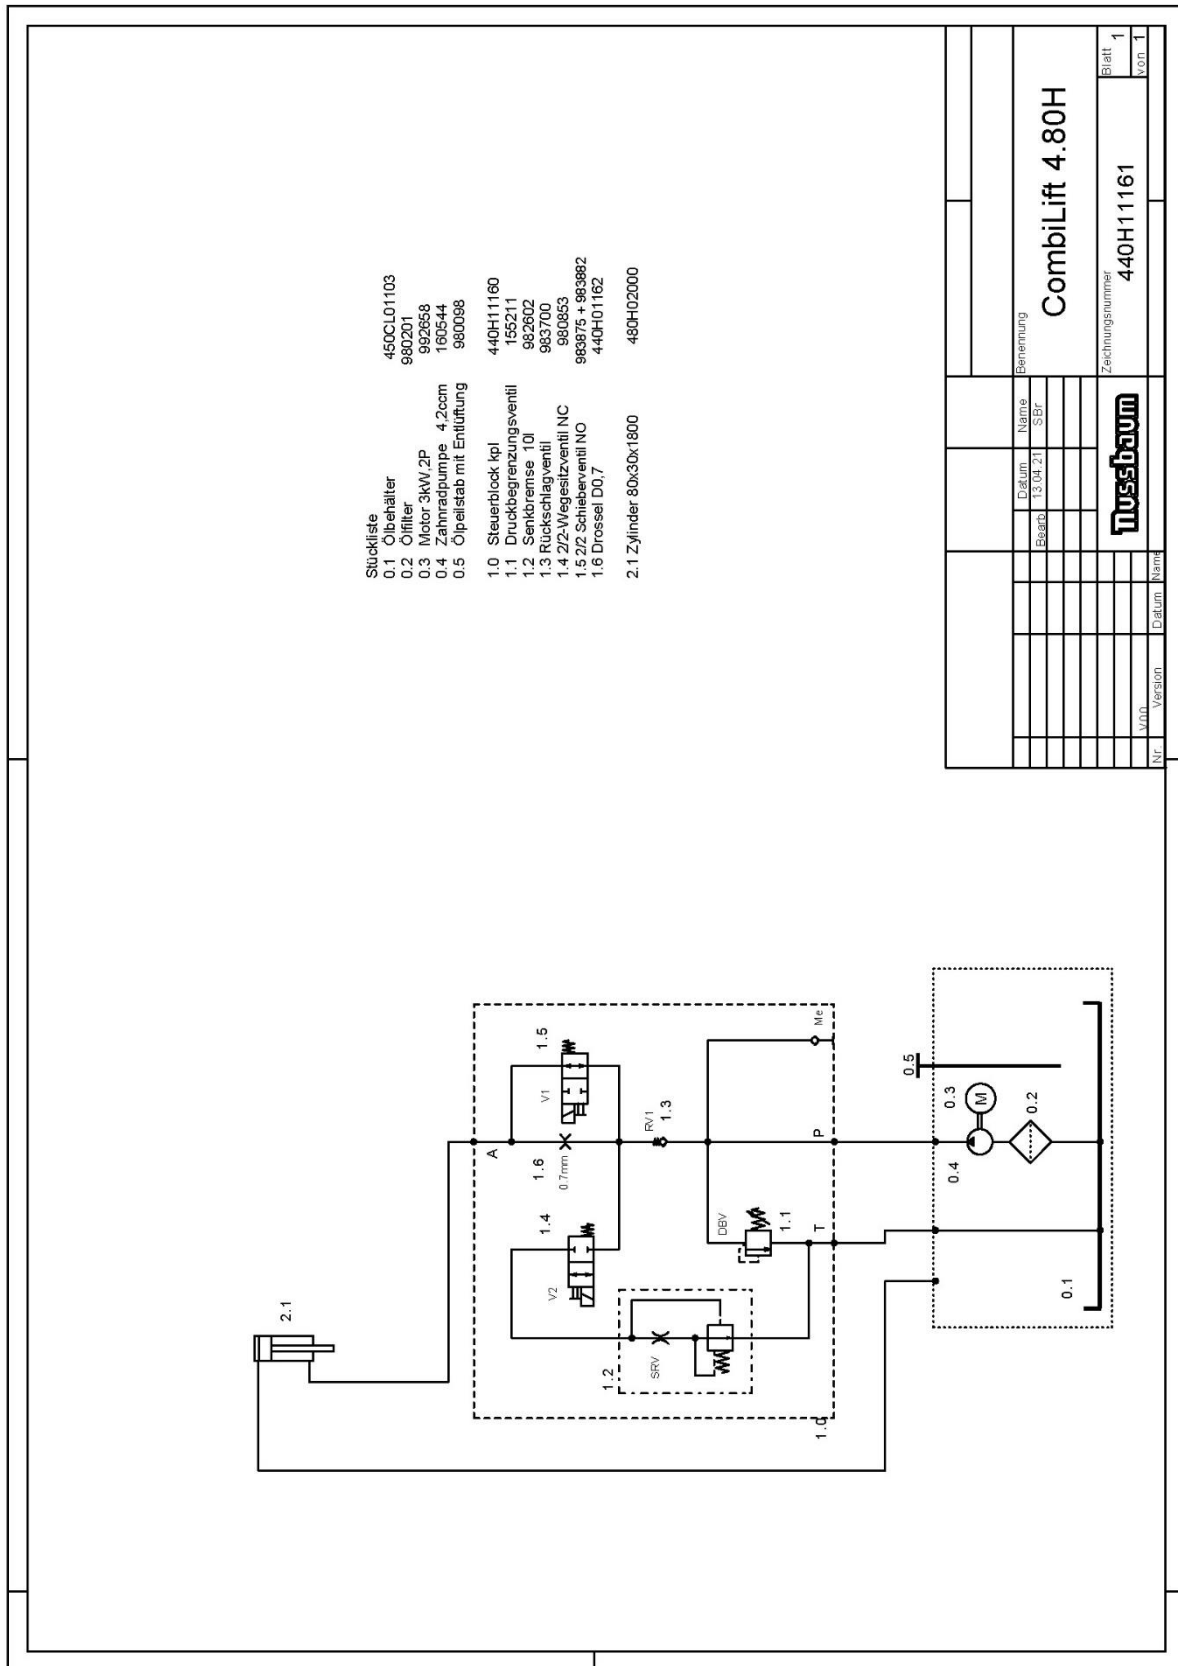 Stückliste
0.1 Ölbehälter 450CL01103
0.2 Ölfilter 980201
0.3 Motor 3kW,2P 992658
0.4 Zahnradpumpe 4,2ccm 160544
0.5 Ölpeilstab mit Entlüftung 980098
1.0 Steuerblock kpl 440H11160
1.1 Druckbegrenzungsventil 155211
1.2 Senkbremse 10l 982602
1.3 Rückschlagventil 983700
1.4 2/2-Wegesitzventil NC 980853
1.5 2/2 Schieberventil NO 983875 + 983882
1.6 Drossel D0,7 440H01162
2.1 Zylinder 80x30x1800 480H02000
2.1
A
1.4
V2
1.6
0.7mm
V1
1.5
RV1
1.3
1.2
SRV
DBV
1.1
T
P
Me
1.0
0.5
0.4
0.3
M
0.2
0.1
Datum
Name
Bearb
13.04.21
SBr
Benennung
CombiLift 4.80H
Nussbaum
Zeichnungsnummer
440H11161
Blatt 1
von 1
V00
Nr.
Version
Datum
Name